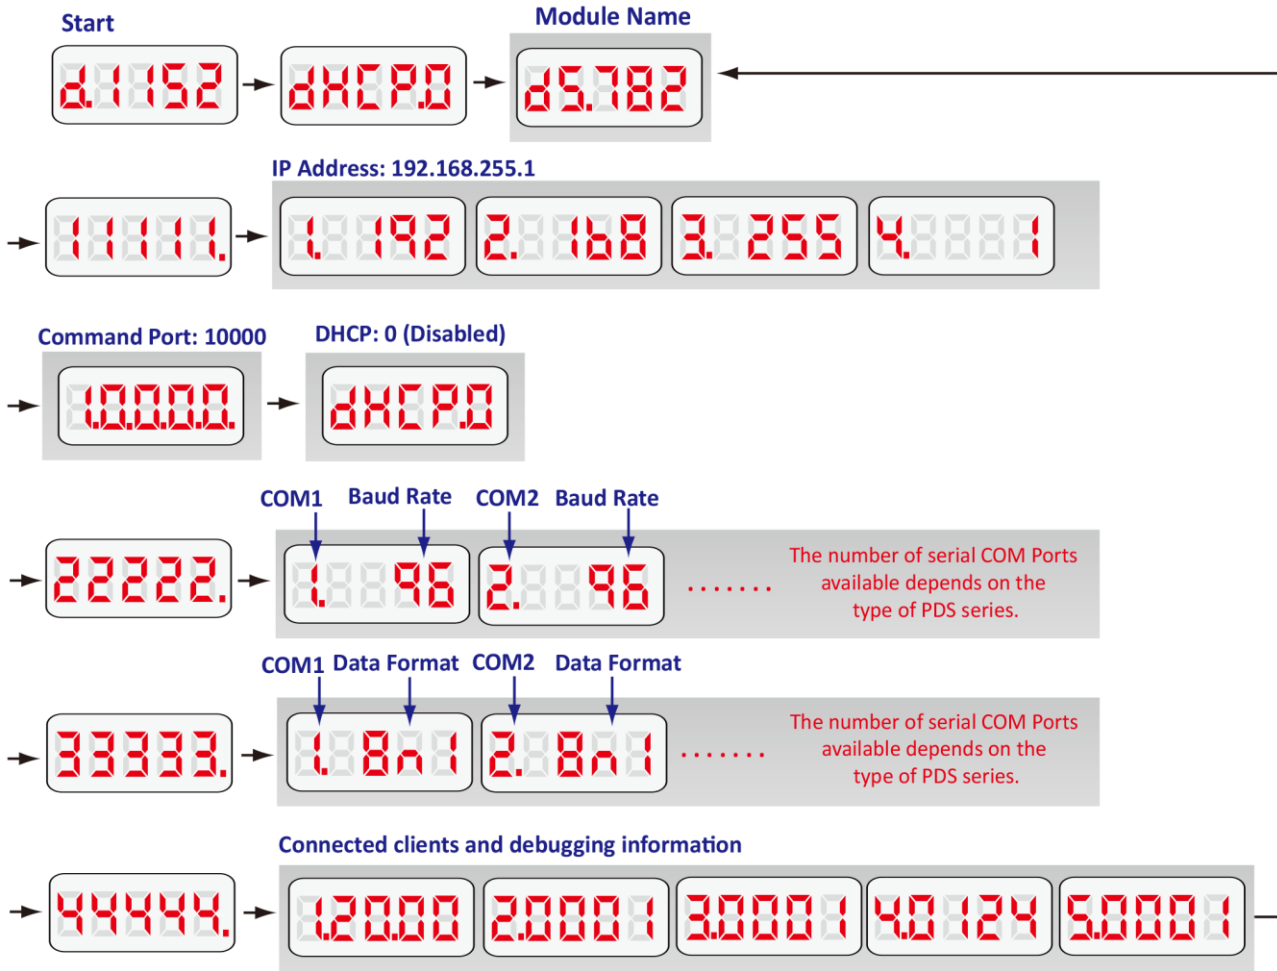 Start
Module Name
d.1152 dHCP.0 d5.782
IP Address: 192.168.255.1
11111. 1. 192 2. 1b8 3. 255 4. 1
Command Port: 10000 DHCP: 0 (Disabled)
1.0.0.0.0. dHCP.0
COM1 Baud Rate COM2 Baud Rate
22222. 1. 96 2. 96 ....... The number of serial COM Ports
available depends on the
type of PDS series.
COM1 Data Format COM2 Data Format
33333. 1. 8n1 2. 8n1 ....... The number of serial COM Ports
available depends on the
type of PDS series.
Connected clients and debugging information
44444. 1.20.00 2.0001 3.0001 4.0124 5.0001